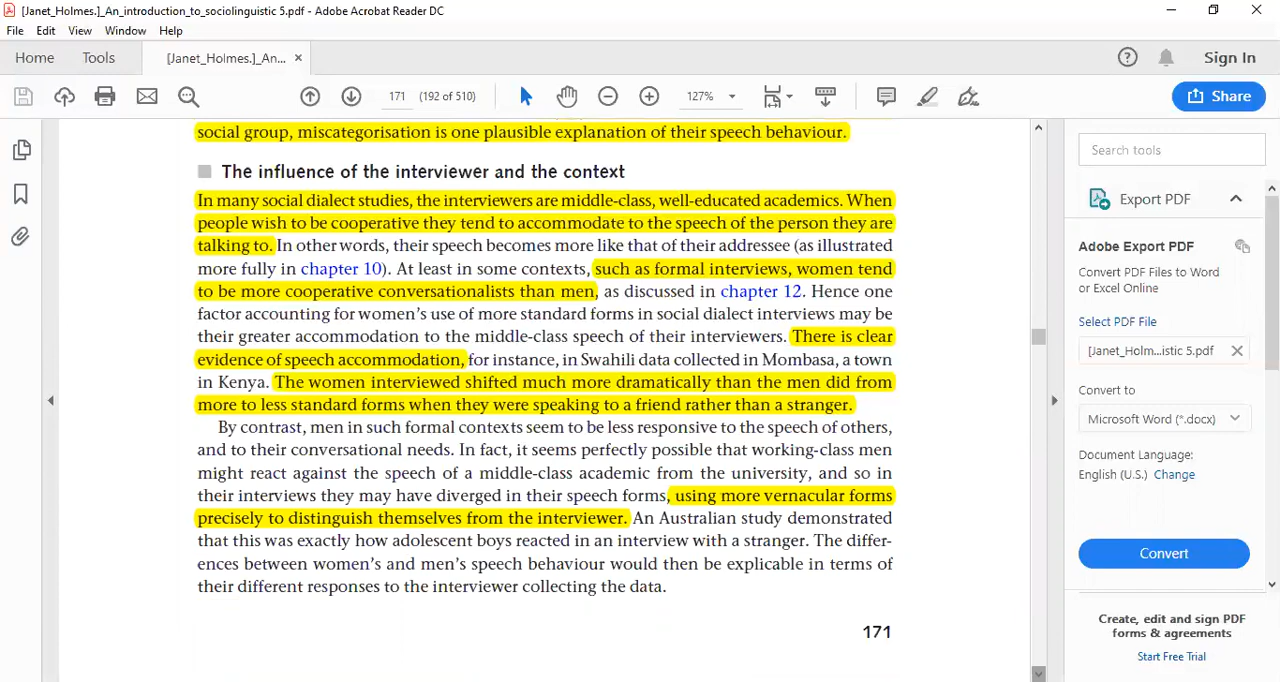 [Janet_Holmes.]_An_introduction_to_sociolinguistic 5.pdf - Adobe Acrobat Reader DC
File Edit View Window Help
Home Tools [Janet_Holmes.]_An... × Sign In
171 (192 of 510) 127% Share
social group, miscategorisation is one plausible explanation of their speech behaviour.
The influence of the interviewer and the context
In many social dialect studies, the interviewers are middle-class, well-educated academics. When
people wish to be cooperative they tend to accommodate to the speech of the person they are
talking to. In other words, their speech becomes more like that of their addressee (as illustrated
more fully in chapter 10). At least in some contexts, such as formal interviews, women tend
to be more cooperative conversationalists than men, as discussed in chapter 12. Hence one
factor accounting for women's use of more standard forms in social dialect interviews may be
their greater accommodation to the middle-class speech of their interviewers. There is clear
evidence of speech accommodation, for instance, in Swahili data collected in Mombasa, a town
in Kenya. The women interviewed shifted much more dramatically than the men did from
more to less standard forms when they were speaking to a friend rather than a stranger.
By contrast, men in such formal contexts seem to be less responsive to the speech of others,
and to their conversational needs. In fact, it seems perfectly possible that working-class men
might react against the speech of a middle-class academic from the university, and so in
their interviews they may have diverged in their speech forms, using more vernacular forms
precisely to distinguish themselves from the interviewer. An Australian study demonstrated
that this was exactly how adolescent boys reacted in an interview with a stranger. The differ-
ences between women's and men's speech behaviour would then be explicable in terms of
their different responses to the interviewer collecting the data.
171
Search tools
Export PDF
Adobe Export PDF
Convert PDF Files to Word
or Excel Online
Select PDF File
[Janet_Holm...istic 5.pdf
Convert to
Microsoft Word (*.docx)
Document Language:
English (U.S.) Change
Convert
Create, edit and sign PDF
forms & agreements
Start Free Trial